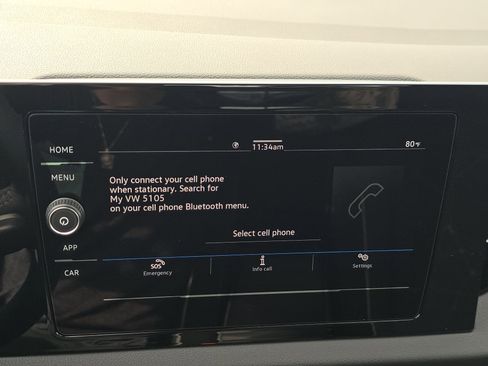 HOME
11:34am
80°F
MENU
Only connect your cell phone
when stationary. Search for
My VW 5105
on your cell phone Bluetooth menu.
Select cell phone
APP
CAR
SOS
Emergency
Info call
Settings